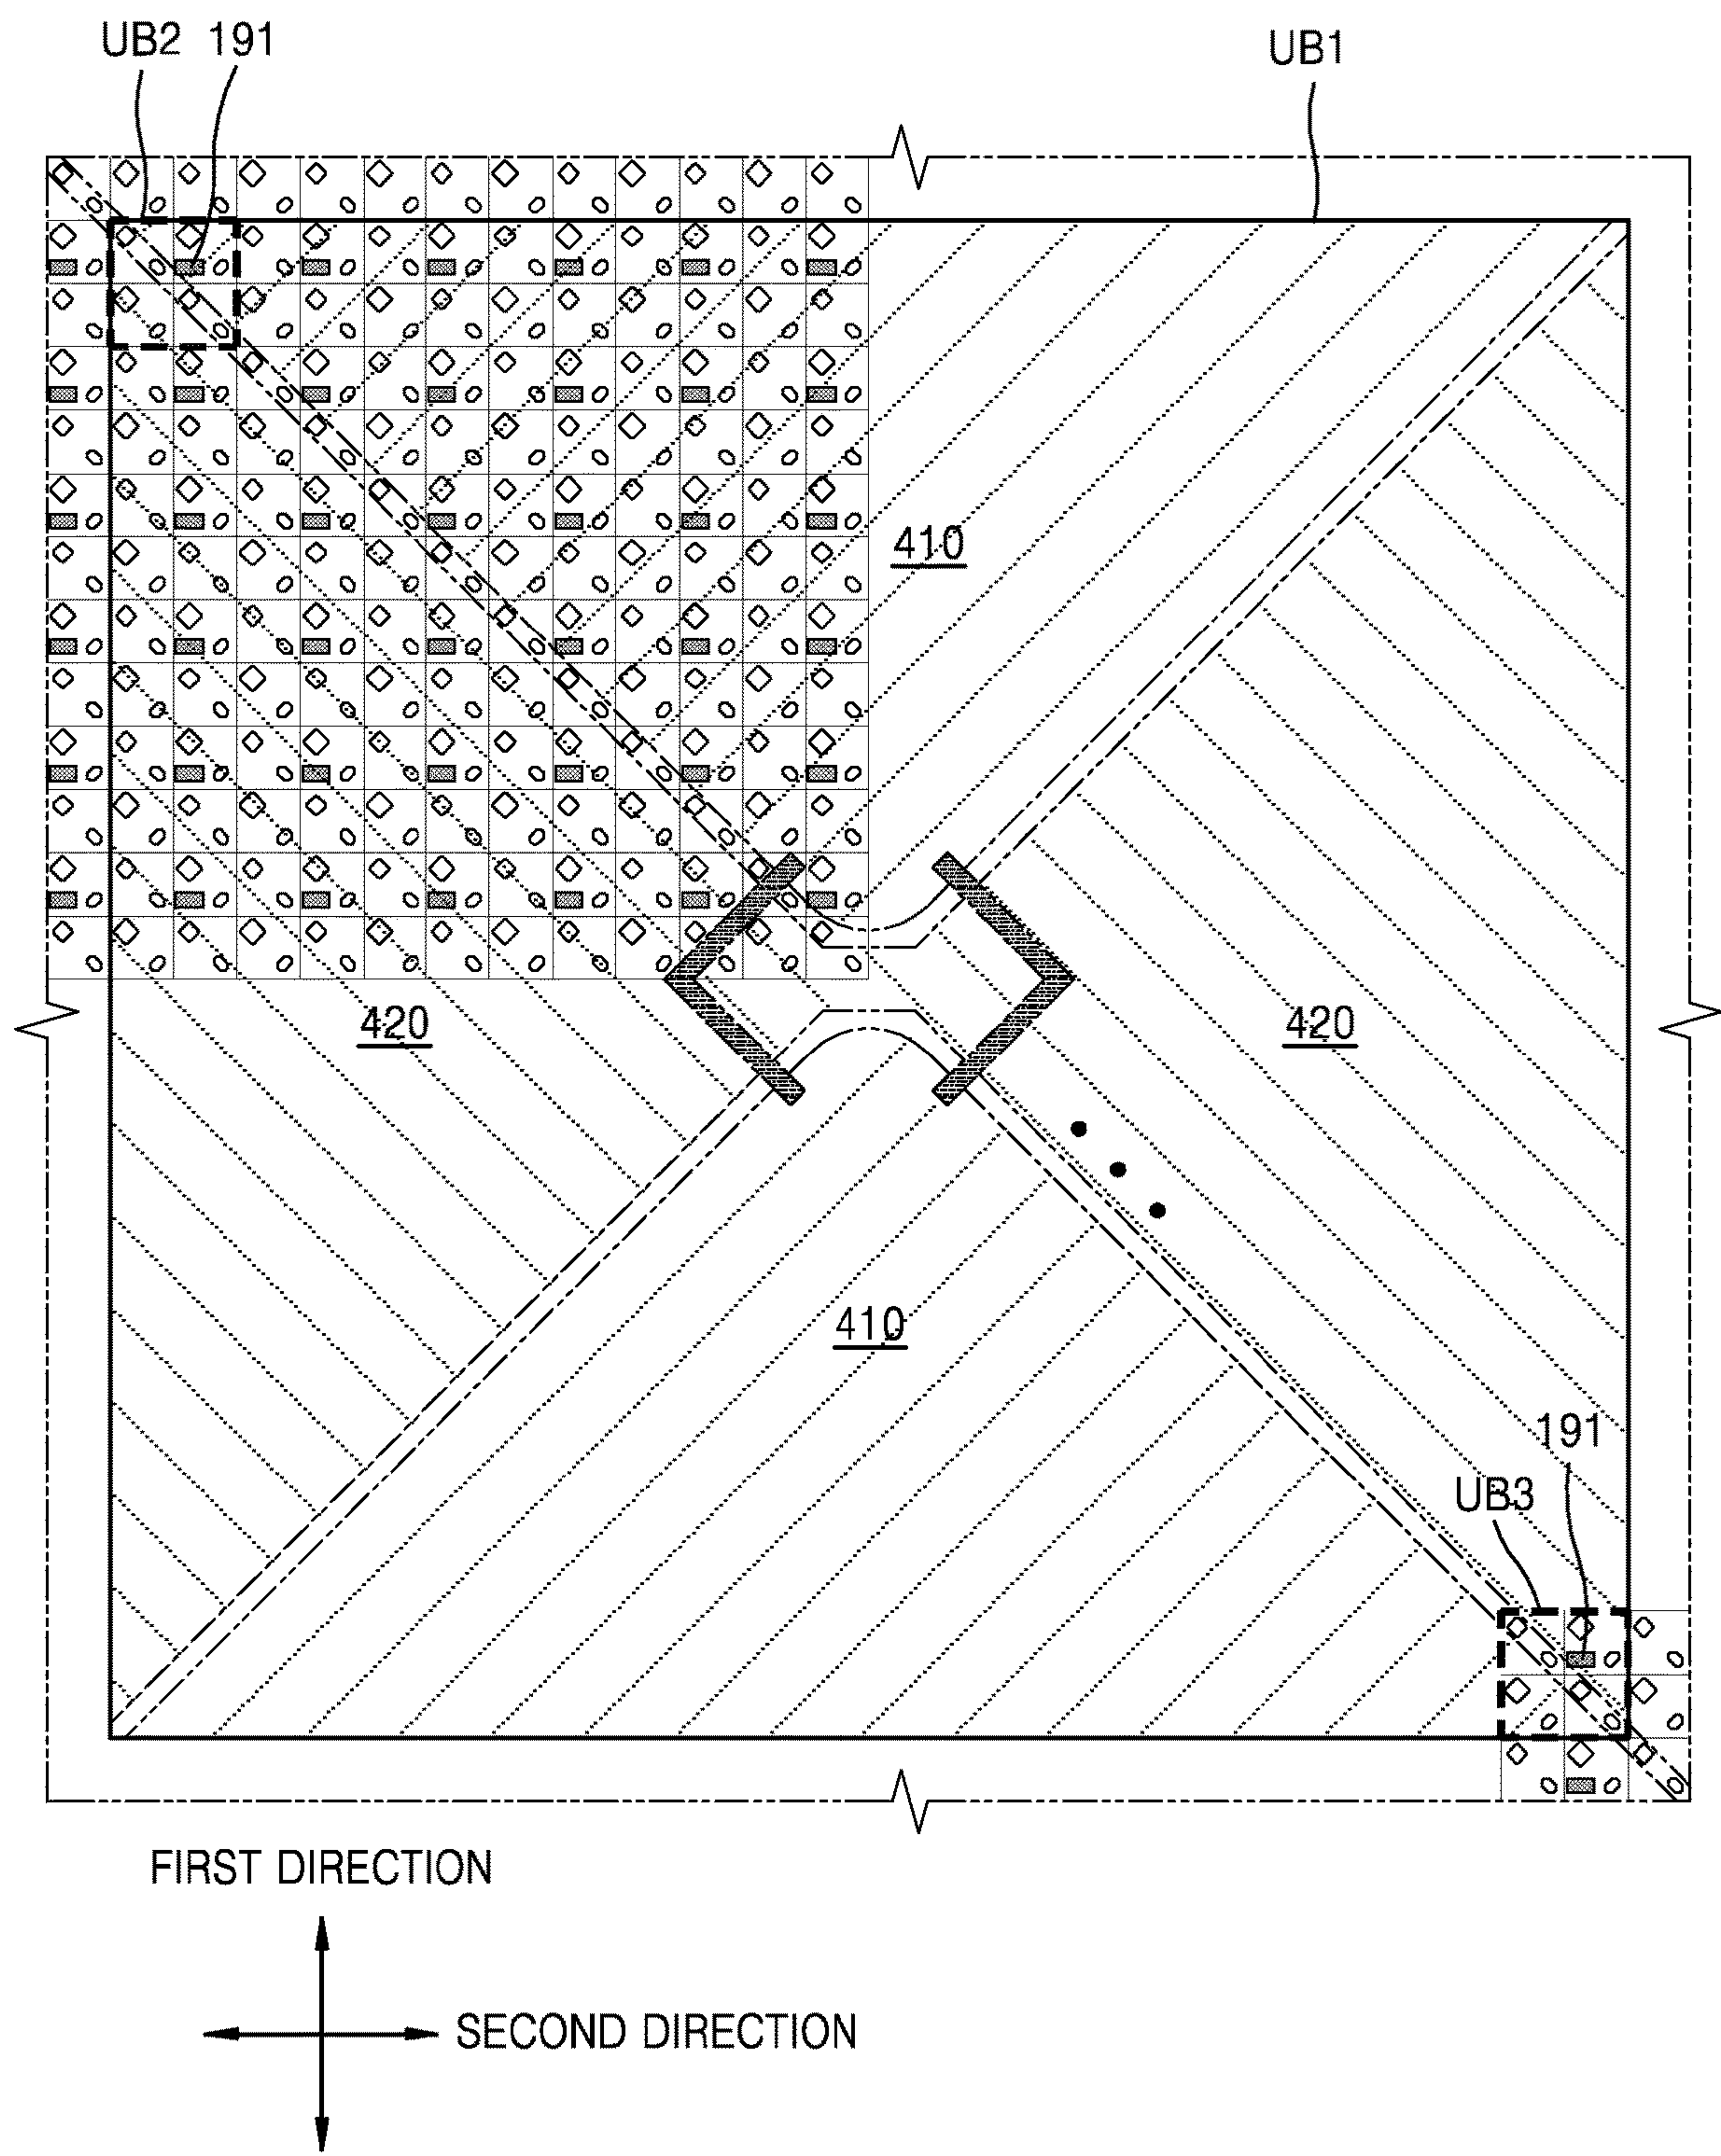 UB2 191
UB1
410
420
420
410
191
UB3
FIRST DIRECTION
SECOND DIRECTION